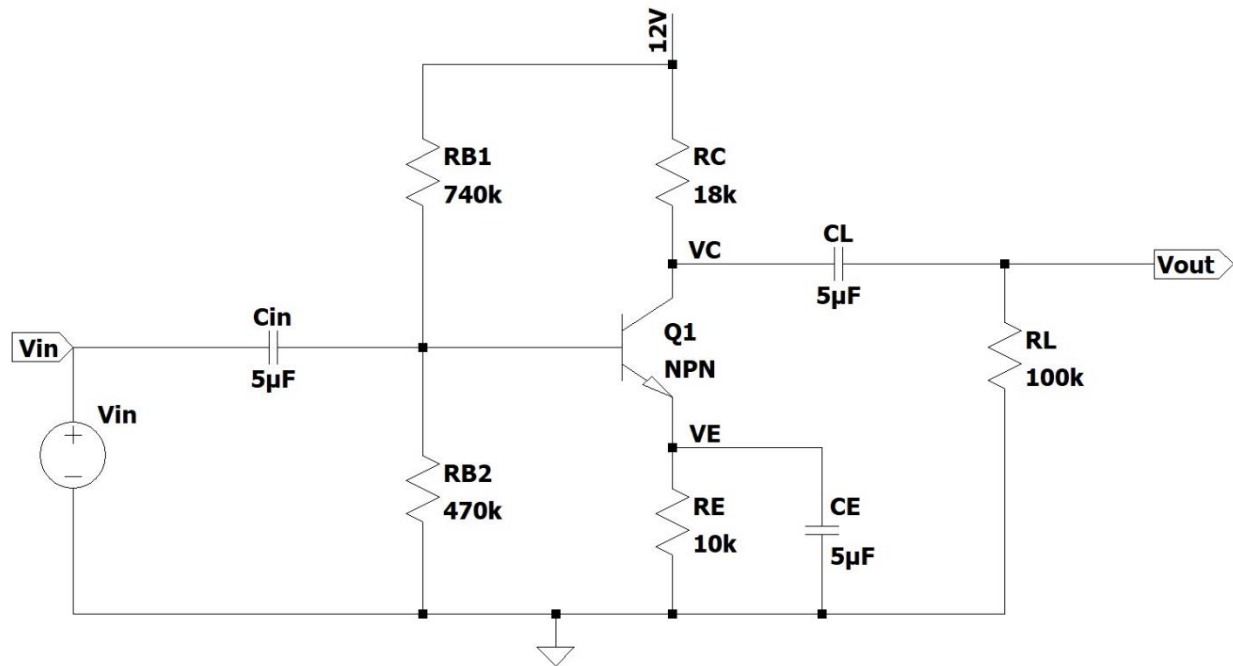 12V
RB1
740k
RC
18k
VC
CL
5µF
Vout
Cin
5µF
Vin
Q1
NPN
RL
100k
Vin
VE
RB2
470k
RE
10k
CE
5µF